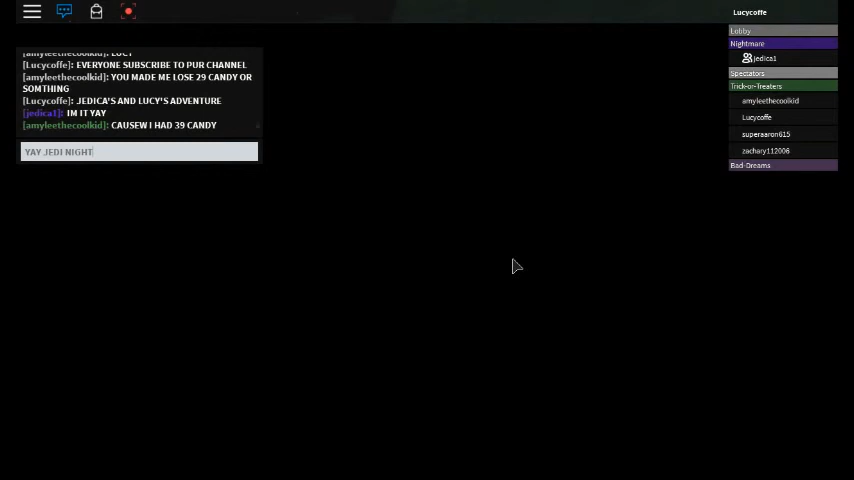 Lucycoffe
Lobby
Nightmare
jedica1
Spectators
Trick-or-Treaters
amyleethecoolkid
Lucycoffe
superaaron615
zachary112006
Bad-Dreams
[amyleethecoolkid]: LUCY
[Lucycoffe]: EVERYONE SUBSCRIBE TO PUR CHANNEL
[amyleethecoolkid]: YOU MADE ME LOSE 29 CANDY OR
SOMTHING
[Lucycoffe]: JEDICA'S AND LUCY'S ADVENTURE
[jedica1]: IM IT YAY
[amyleethecoolkid]: CAUSEW I HAD 39 CANDY
YAY JEDI NIGHT